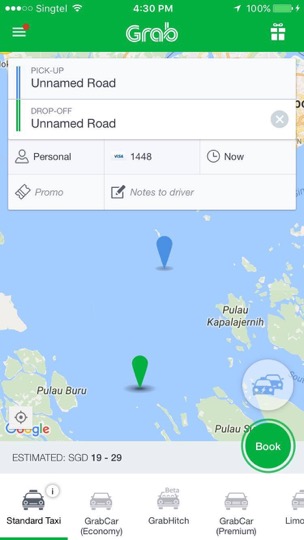 Singtel 4:30 PM 100%
Grab
PICK-UP
Unnamed Road
DROP-OFF
Unnamed Road
Personal
VISA 1448
Now
Promo
Notes to driver
Pulau
Kapalajernih
Pulau Buru
Google
Pulau
Book
ESTIMATED: SGD 19 - 29
Standard Taxi
GrabCar
(Economy)
Beta
GrabHitch
GrabCar
(Premium)
Limo